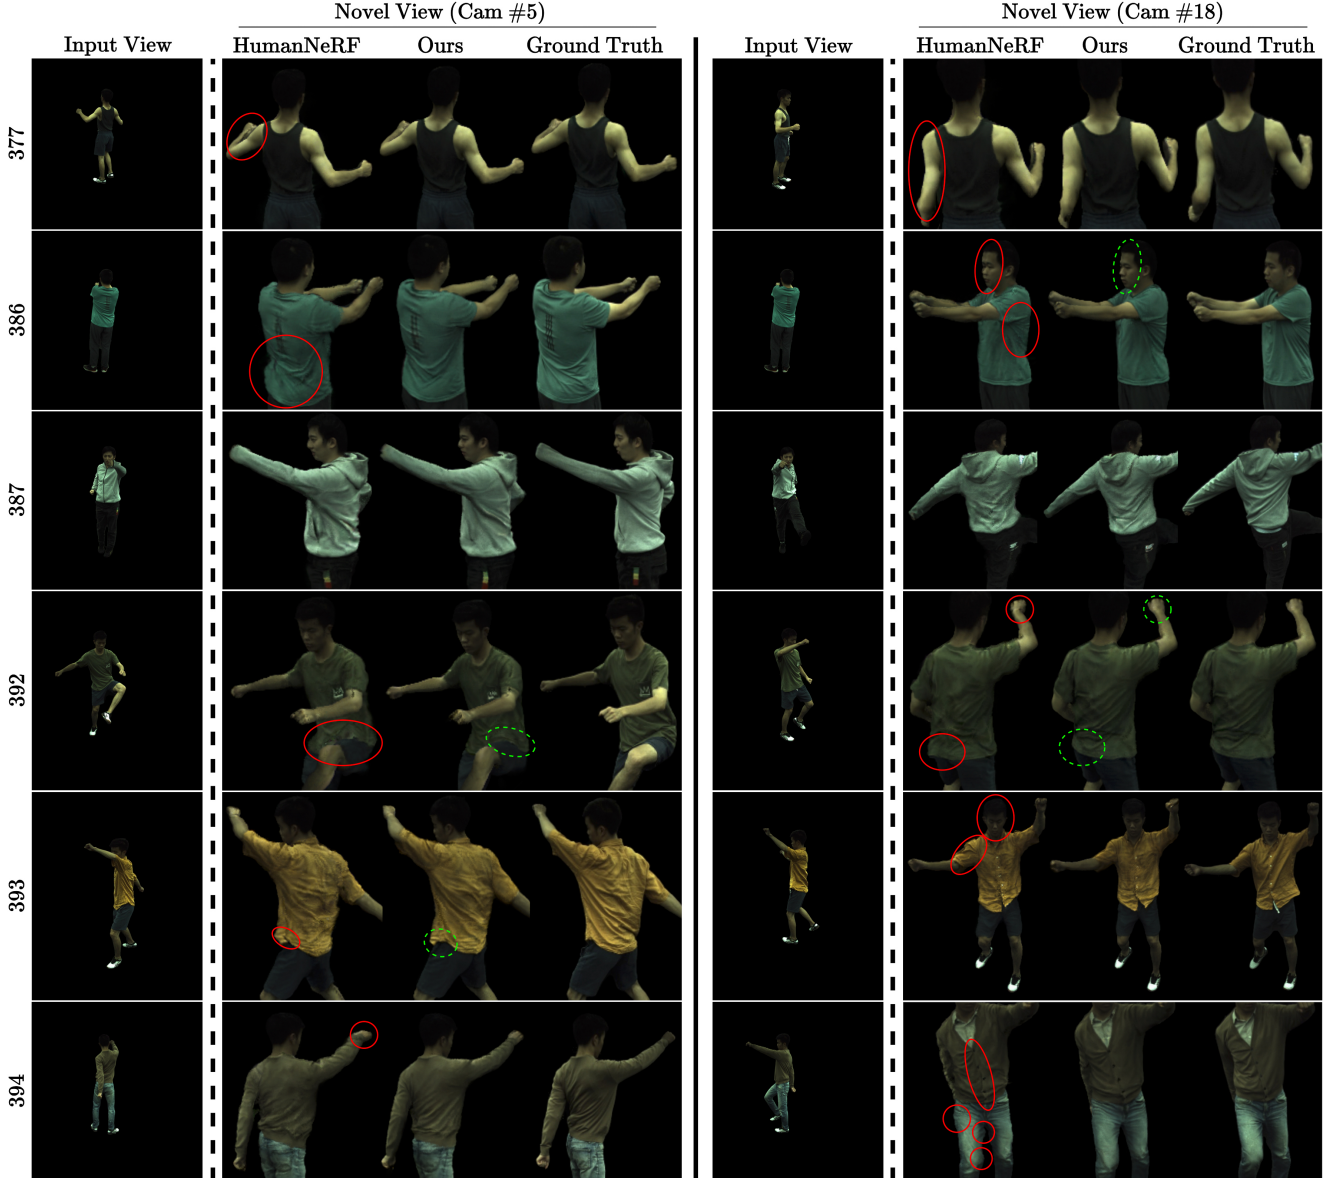 Novel View (Cam #5)
Novel View (Cam #18)
Input View
HumanNeRF
Ours
Ground Truth
Input View
HumanNeRF
Ours
Ground Truth
377
386
387
392
393
394